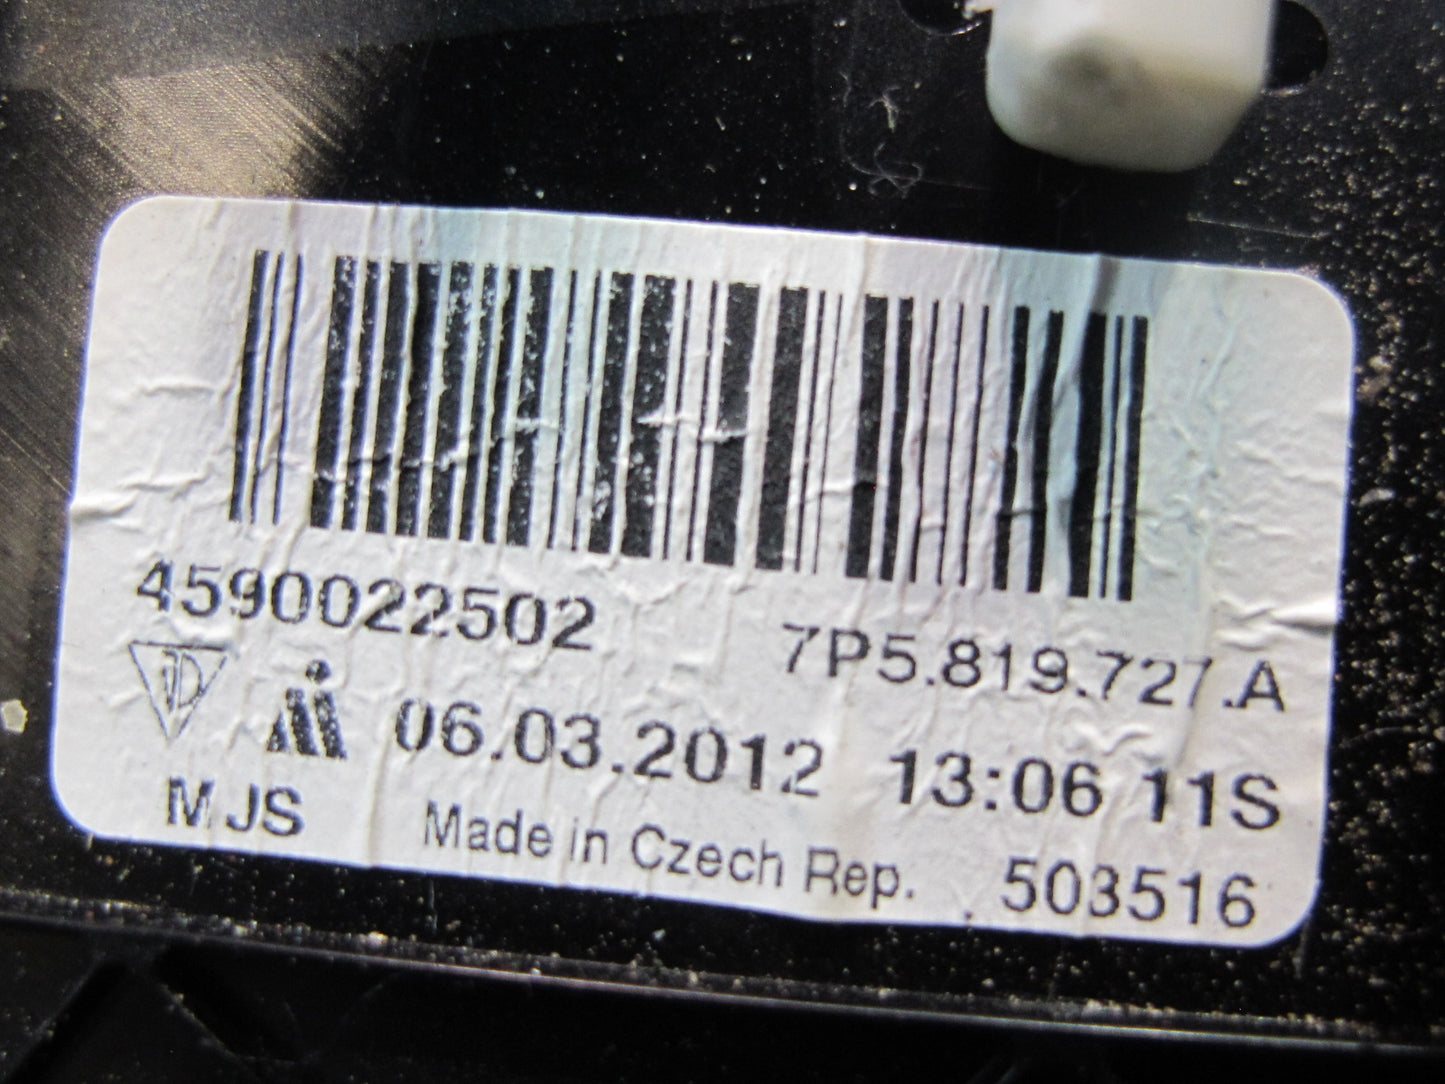 4590022502
7P5.819.727.A
06.03.2012 13:06 11S
MJS
Made in Czech Rep.
503516